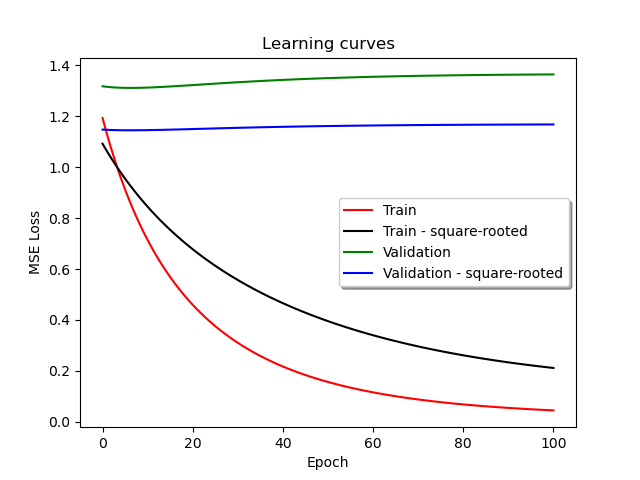 Learning curves
MSE Loss
1.4
1.2
1.0
0.8
0.6
0.4
0.2
0.0
Train
Train - square-rooted
Validation
Validation - square-rooted
0 20 40 60 80 100
Epoch